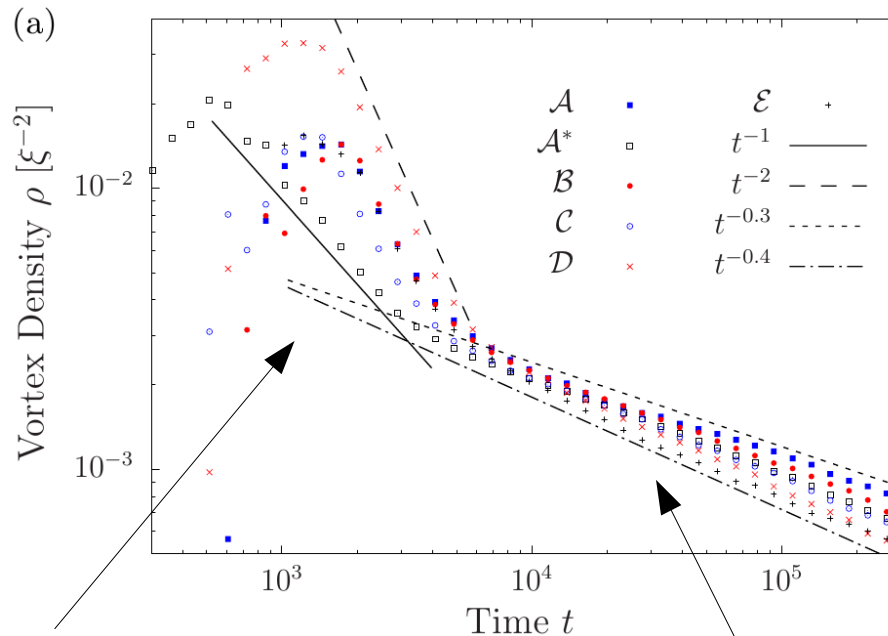 (a)
Vortex Density ρ [ξ⁻²]
10⁻²
10⁻³
𝒜
𝒜*
ℬ
𝒞
𝒟
ℰ
t⁻¹
t⁻²
t⁻⁰·³
t⁻⁰·⁴
10³
10⁴
10⁵
Time t